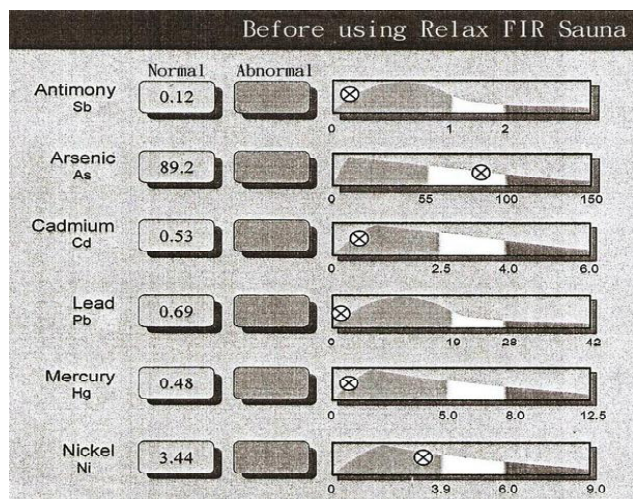 Before using Relax FIR Sauna
Normal Abnormal
Antimony
Sb
0.12
0 1 2
Arsenic
As
89.2
0 55 100 150
Cadmium
Cd
0.53
0 2.5 4.0 6.0
Lead
Pb
0.69
0 10 28 42
Mercury
Hg
0.48
0 5.0 8.0 12.5
Nickel
Ni
3.44
0 3.9 6.0 9.0